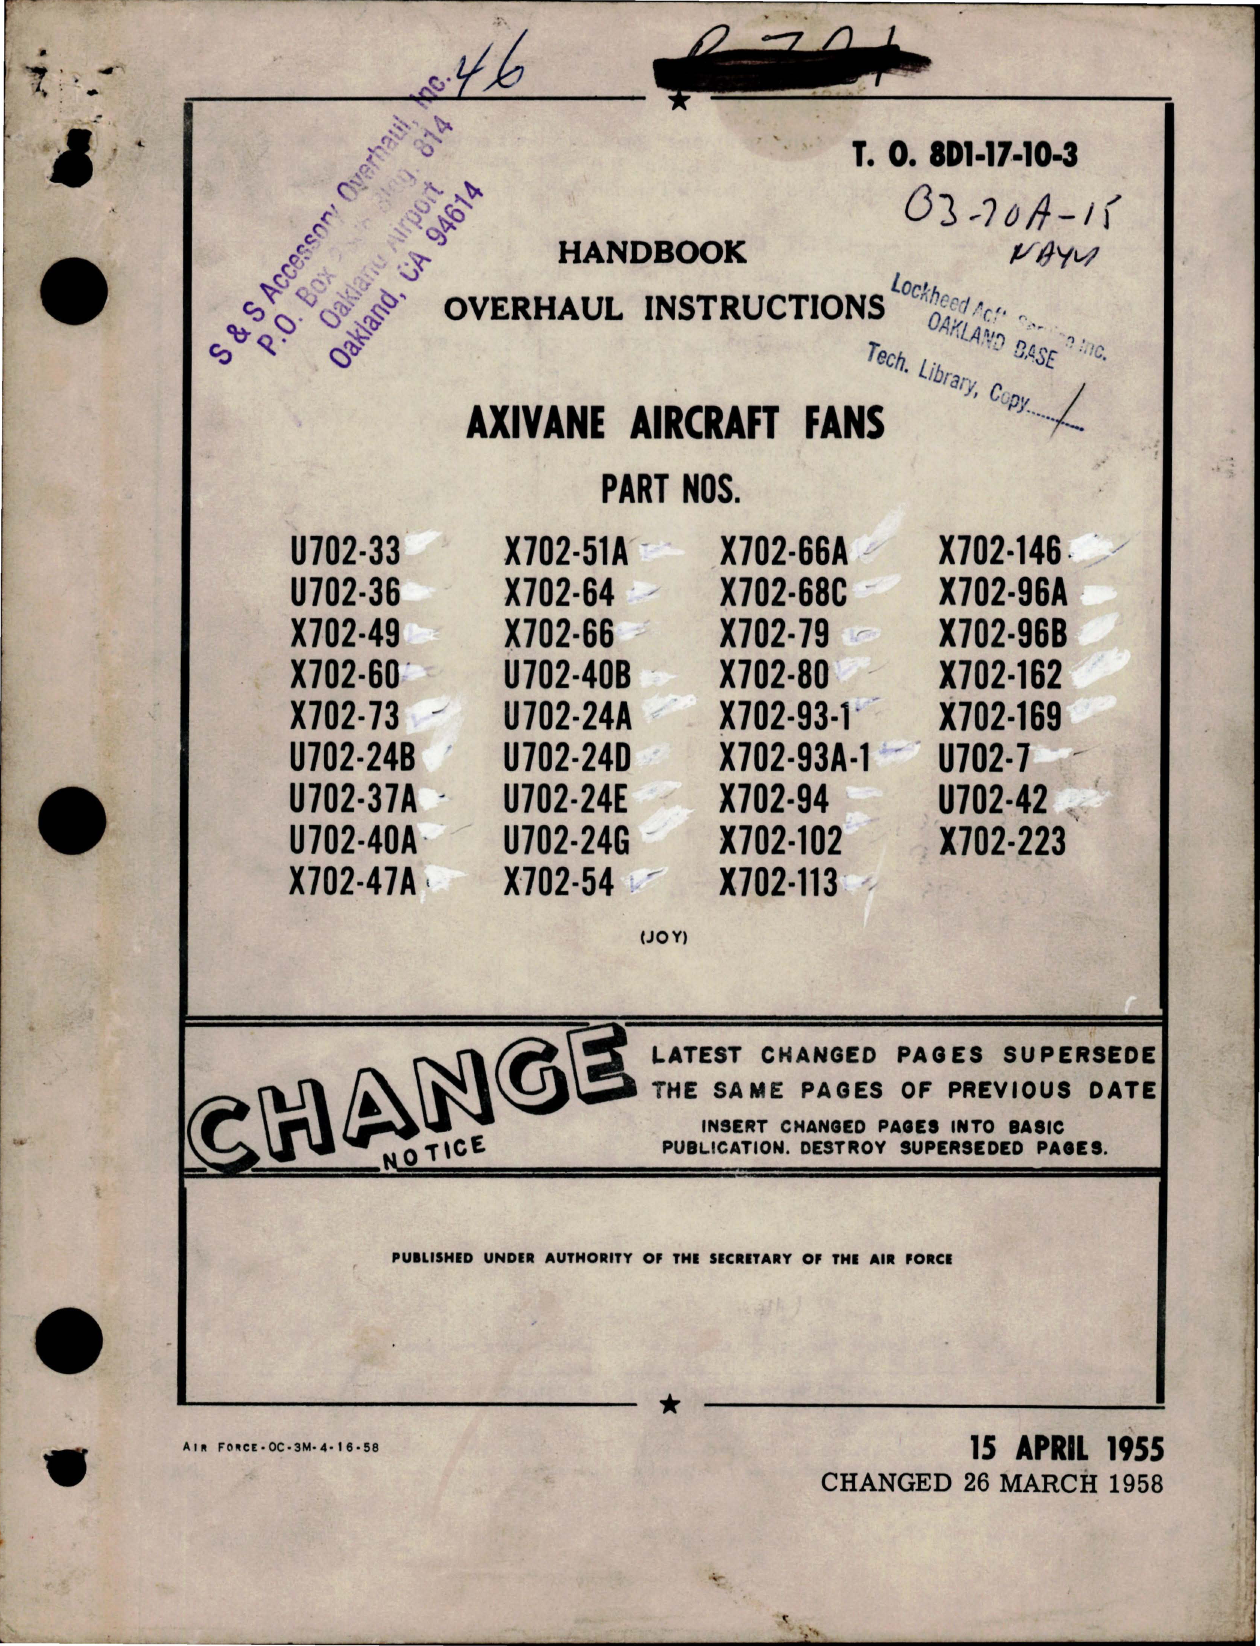 46
T. O. 8D1-17-10-3
03-70A-15
S & S Accessory Overhaul, Inc.
P.O. Box Bldg. 814
Oakland Airport
Oakland, CA 94614
HANDBOOK
OVERHAUL INSTRUCTIONS
Lockheed Inc.
OAKLAND BASE
Tech. Library, Copy
AXIVANE AIRCRAFT FANS
PART NOS.
U702-33 X702-51A X702-66A X702-146
U702-36 X702-64 X702-68C X702-96A
X702-49 X702-66 X702-79 X702-96B
X702-60 U702-40B X702-80 X702-162
X702-73 U702-24A X702-93-1 X702-169
U702-24B U702-24D X702-93A-1 U702-7
U702-37A U702-24E X702-94 U702-42
U702-40A U702-24G X702-102 X702-223
X702-47A X702-54 X702-113
(JOY)
CHANGE
NOTICE
LATEST CHANGED PAGES SUPERSEDE
THE SAME PAGES OF PREVIOUS DATE
INSERT CHANGED PAGES INTO BASIC
PUBLICATION. DESTROY SUPERSEDED PAGES.
PUBLISHED UNDER AUTHORITY OF THE SECRETARY OF THE AIR FORCE
AIR FORCE-OC-3M-4-16-58
15 APRIL 1955
CHANGED 26 MARCH 1958